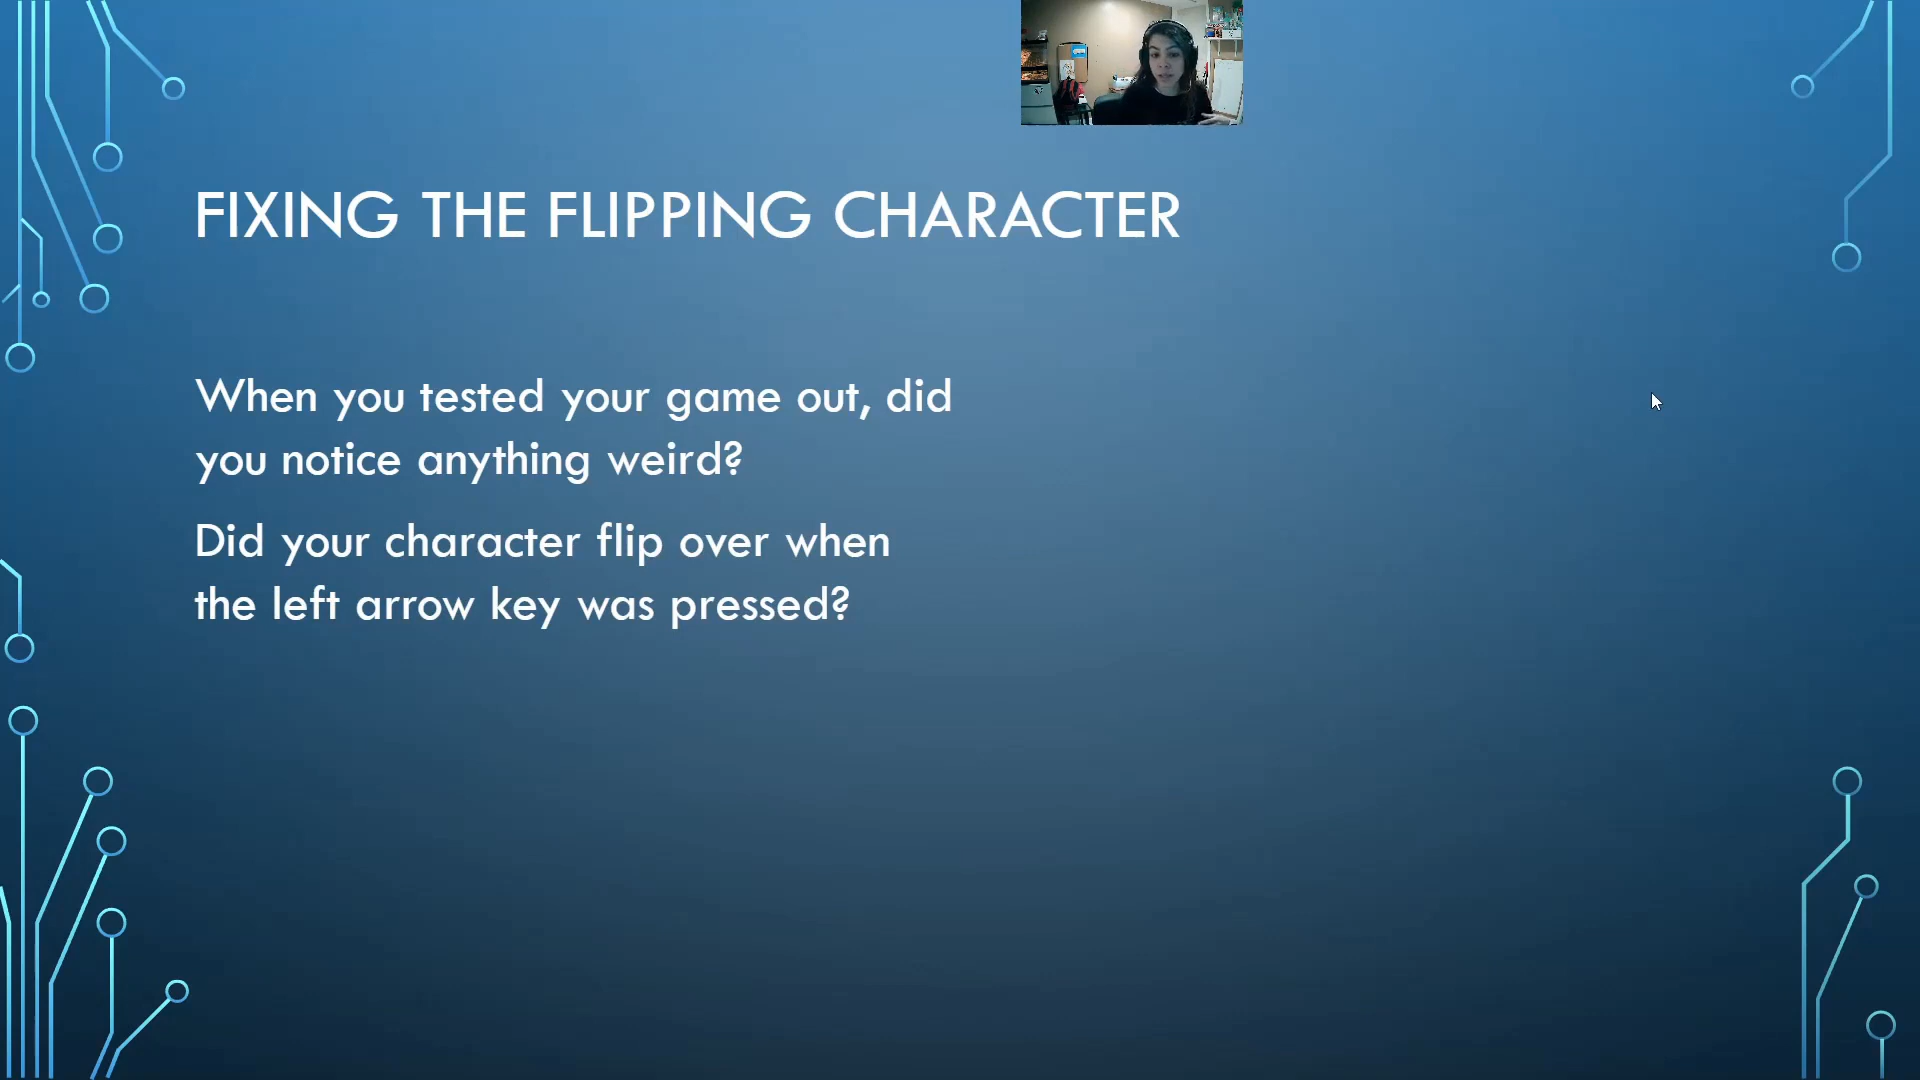 FIXING THE FLIPPING CHARACTER
When you tested your game out, did
you notice anything weird?
Did your character flip over when
the left arrow key was pressed?